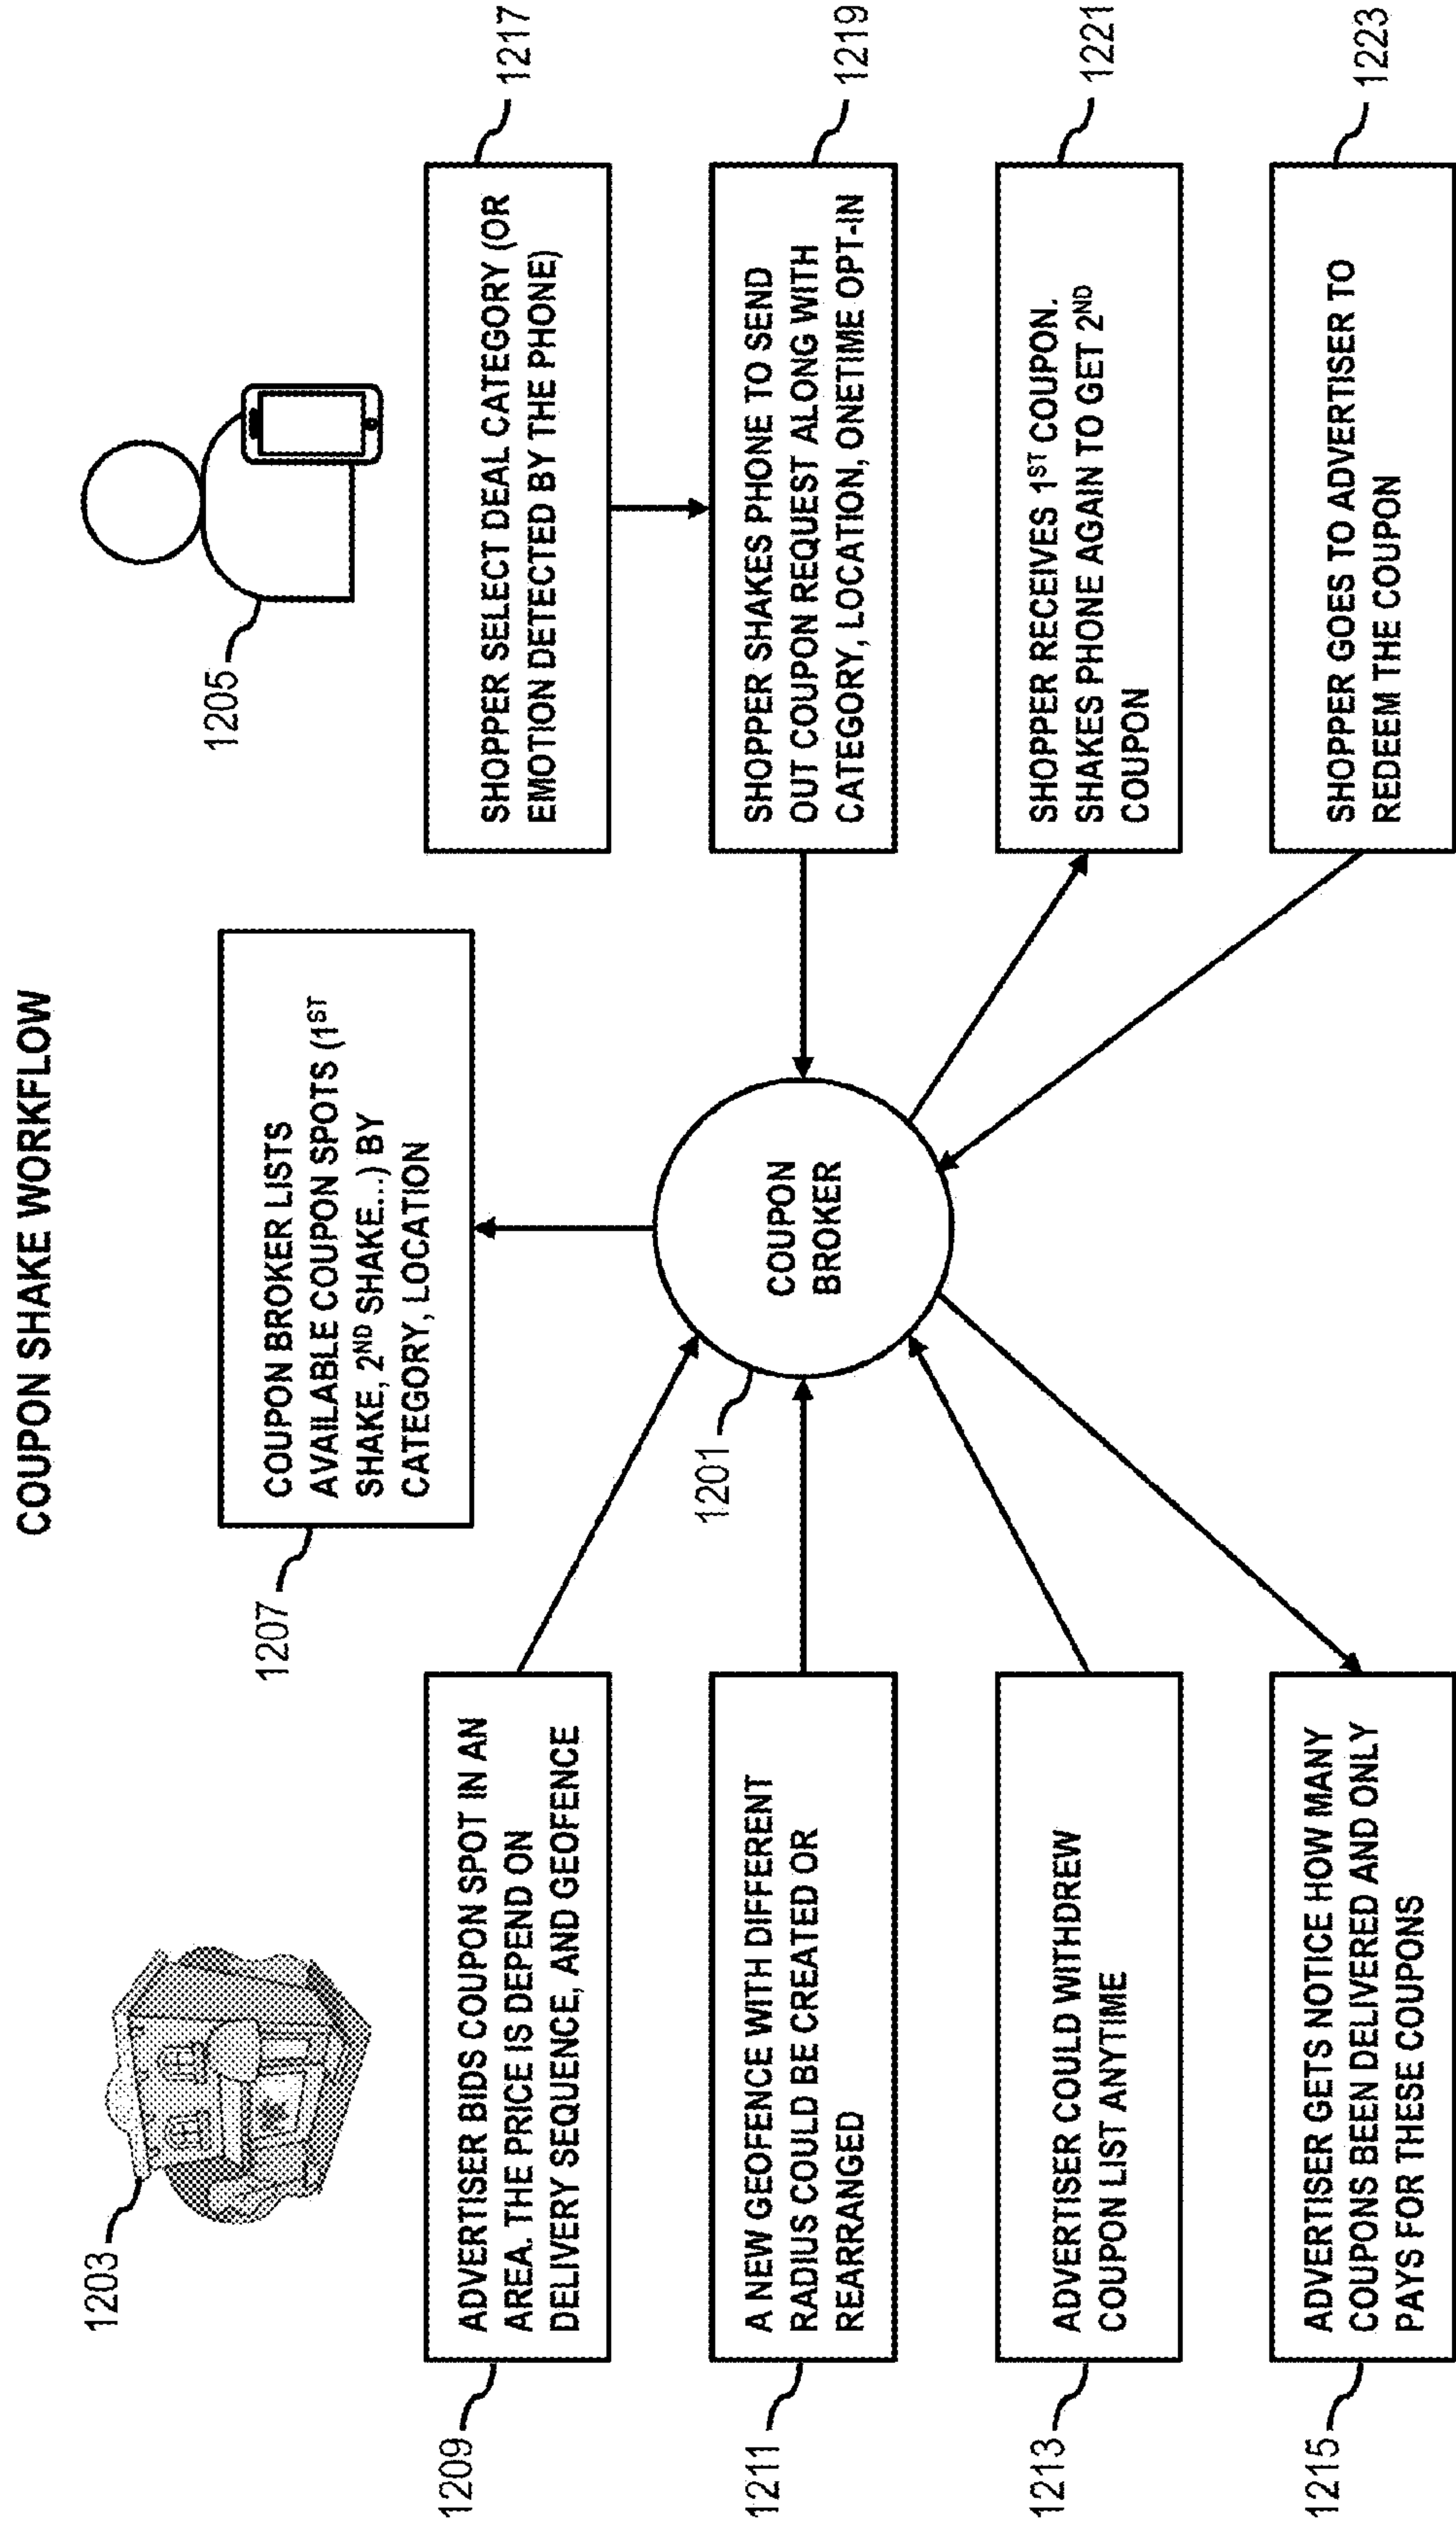 COUPON SHAKE WORKFLOW
1203
1205
1207
COUPON BROKER LISTS
AVAILABLE COUPON SPOTS (1ST
SHAKE, 2ND SHAKE...) BY
CATEGORY, LOCATION
1209
ADVERTISER BIDS COUPON SPOT IN AN
AREA. THE PRICE IS DEPEND ON
DELIVERY SEQUENCE, AND GEOFENCE
1211
A NEW GEOFENCE WITH DIFFERENT
RADIUS COULD BE CREATED OR
REARRANGED
1213
ADVERTISER COULD WITHDREW
COUPON LIST ANYTIME
1215
ADVERTISER GETS NOTICE HOW MANY
COUPONS BEEN DELIVERED AND ONLY
PAYS FOR THESE COUPONS
1201
COUPON
BROKER
SHOPPER SELECT DEAL CATEGORY (OR
EMOTION DETECTED BY THE PHONE)
1217
SHOPPER SHAKES PHONE TO SEND
OUT COUPON REQUEST ALONG WITH
CATEGORY, LOCATION, ONETIME OPT-IN
1219
SHOPPER RECEIVES 1ST COUPON.
SHAKES PHONE AGAIN TO GET 2ND
COUPON
1221
SHOPPER GOES TO ADVERTISER TO
REDEEM THE COUPON
1223